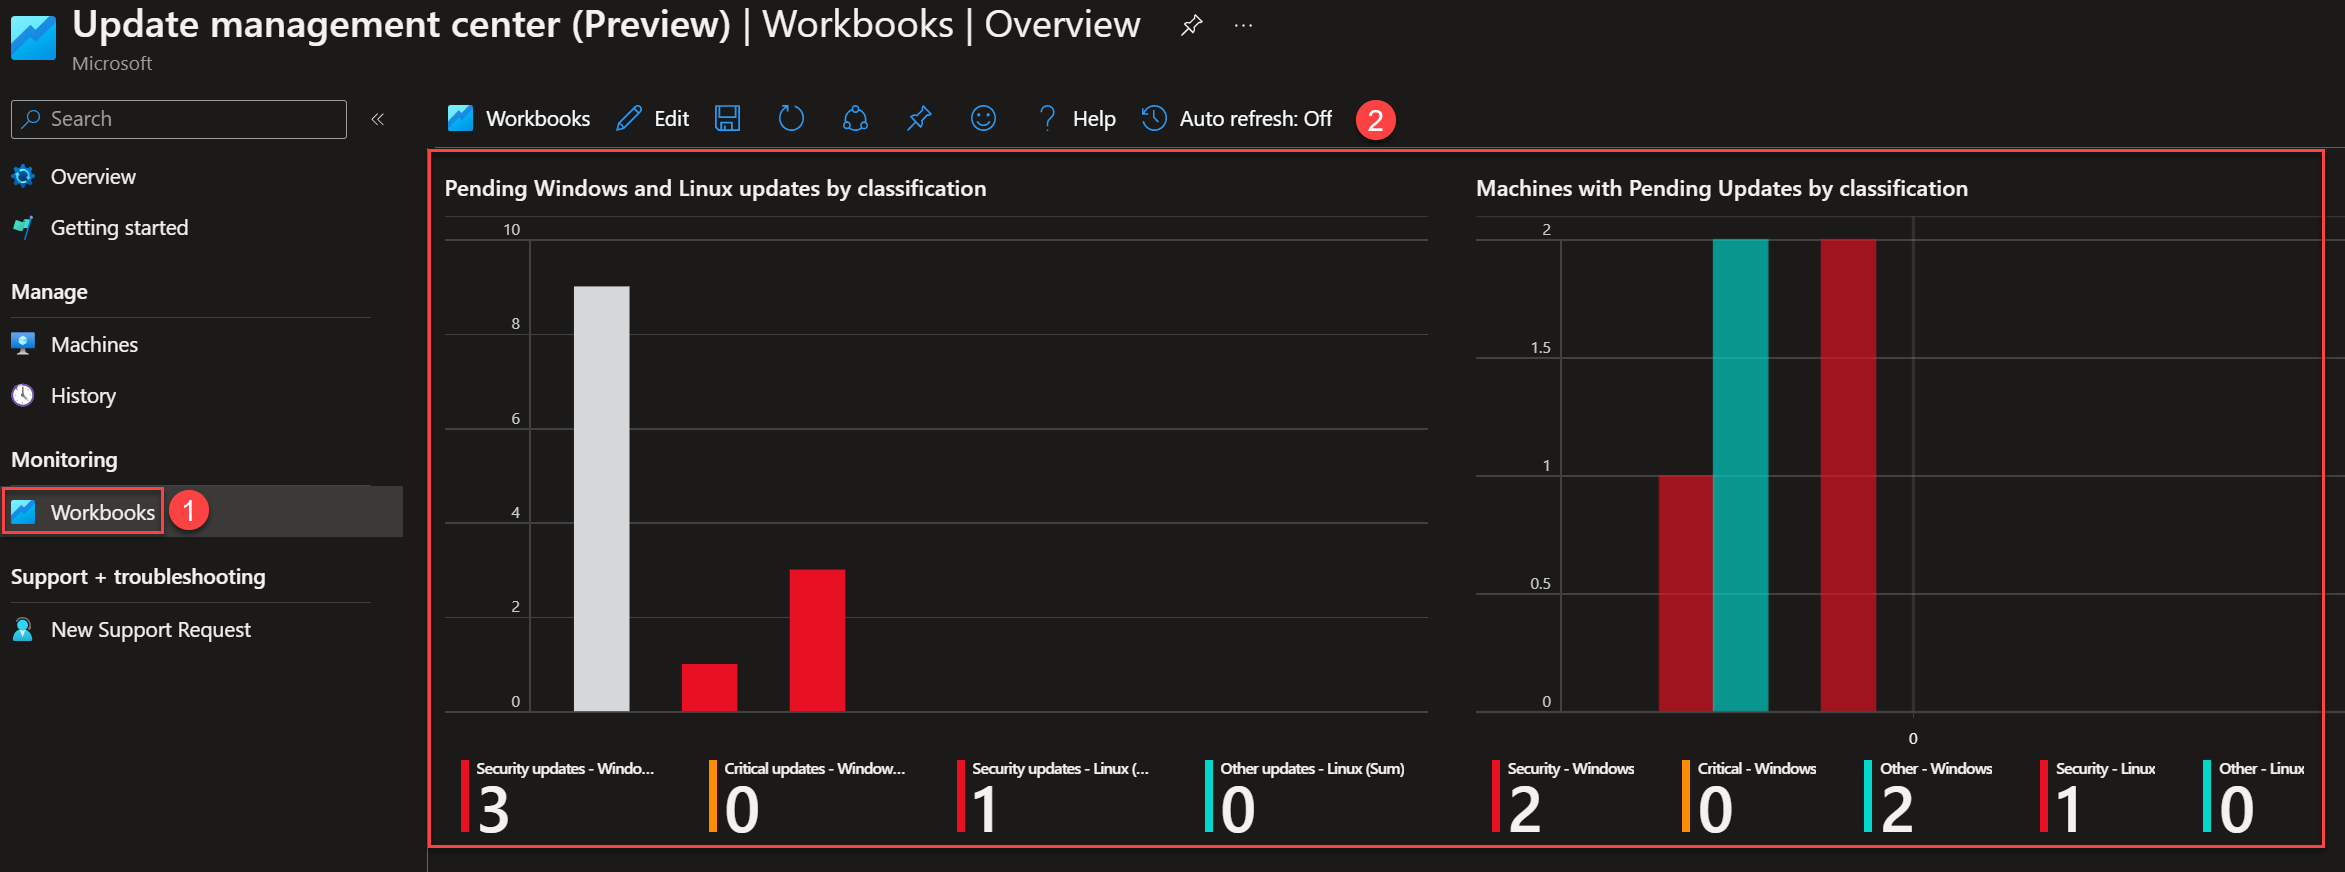 Update management center (Preview) | Workbooks | Overview ...
Microsoft
Search
«
Overview
Getting started
Manage
Machines
History
Monitoring
Workbooks
1
Support + troubleshooting
New Support Request
Workbooks Edit Help Auto refresh: Off 2
Pending Windows and Linux updates by classification
10
8
6
4
2
0
Security updates - Windo...
3
Critical updates - Window...
0
Security updates - Linux (...
1
Other updates - Linux (Sum)
0
Machines with Pending Updates by classification
2
1.5
1
0.5
0
0
Security - Windows
2
Critical - Windows
0
Other - Windows
2
Security - Linux
1
Other - Linux
0